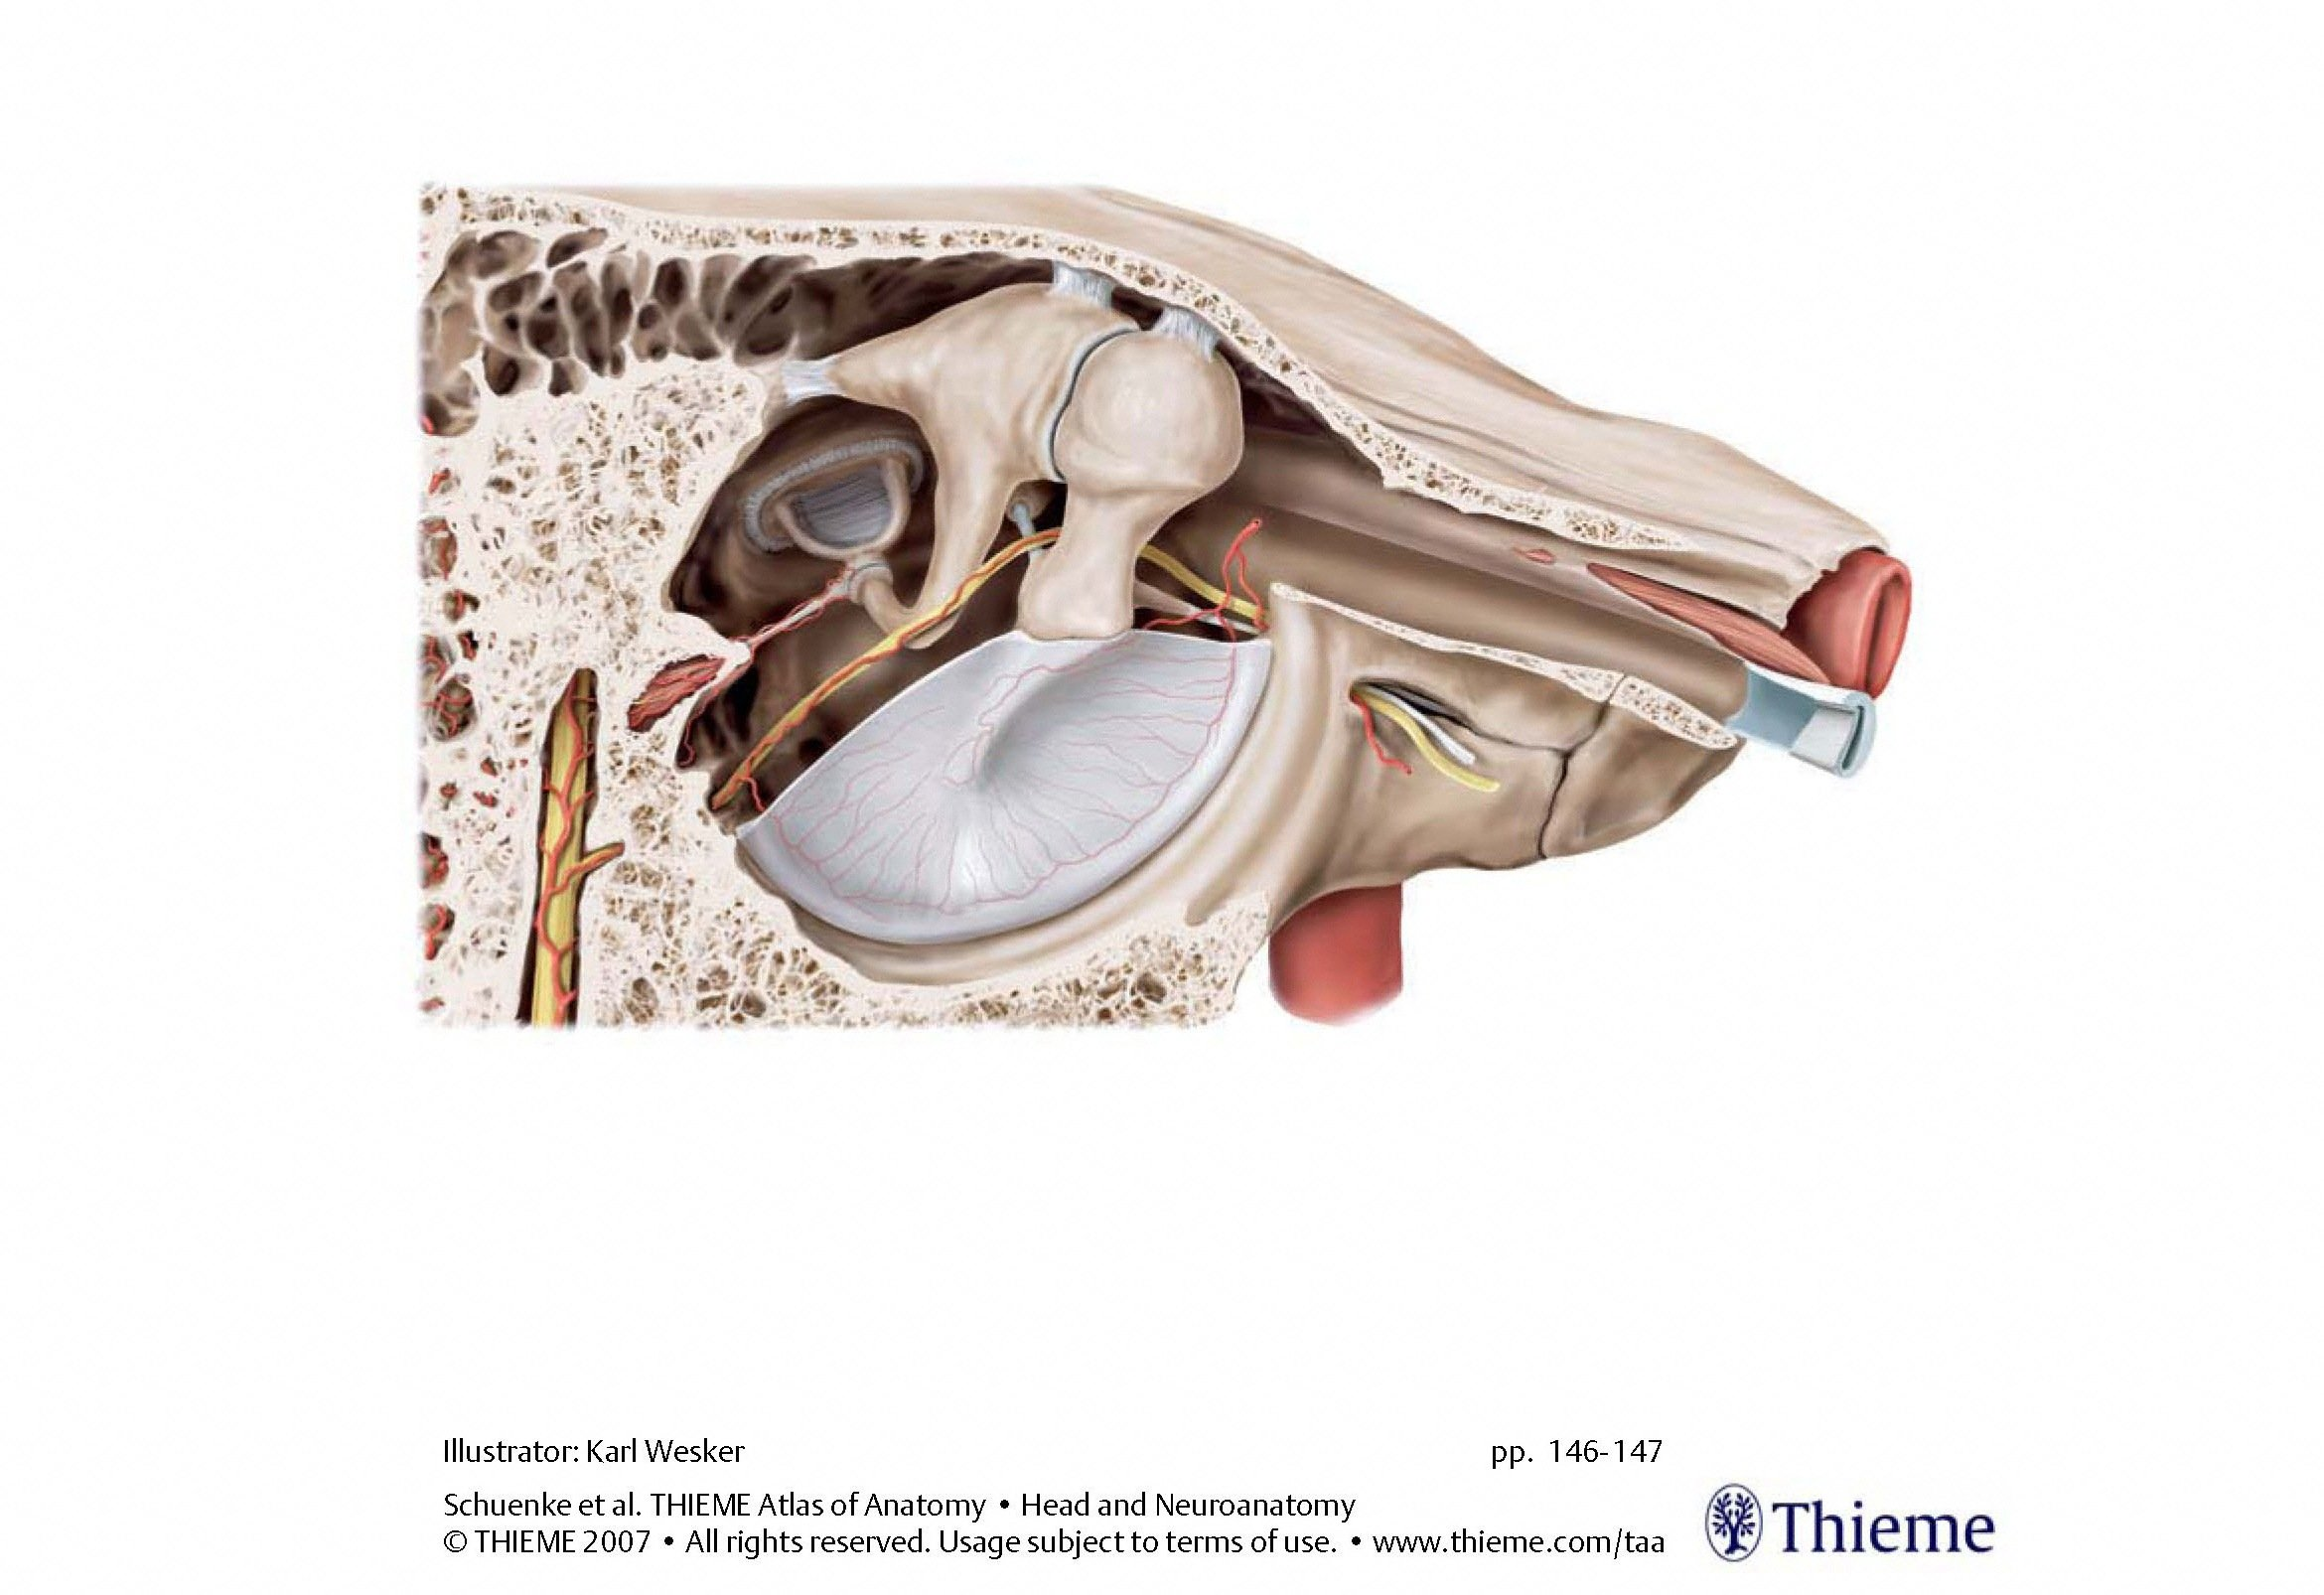 Illustrator: Karl Wesker pp. 146-147
Schuenke et al. THIEME Atlas of Anatomy • Head and Neuroanatomy
© THIEME 2007 • All rights reserved. Usage subject to terms of use. • www.thieme.com/taa
Thieme